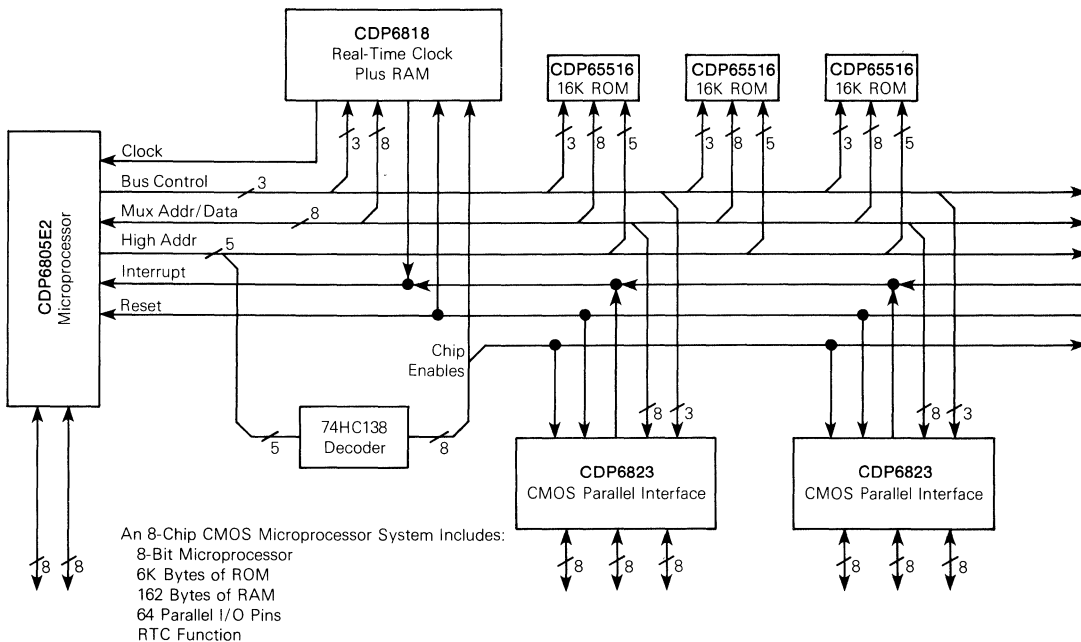 CDP6818
Real-Time Clock
Plus RAM
CDP65516
16K ROM
CDP65516
16K ROM
CDP65516
16K ROM
3
8
3
8
5
3
8
5
3
8
5
CDP6805E2
Microprocessor
Clock
Bus Control
3
Mux Addr/Data
8
High Addr
5
Interrupt
Reset
Chip
Enables
74HC138
Decoder
5
8
8
3
8
3
CDP6823
CMOS Parallel Interface
CDP6823
CMOS Parallel Interface
8
8
8
8
8
8
8
8
An 8-Chip CMOS Microprocessor System Includes:
8-Bit Microprocessor
6K Bytes of ROM
162 Bytes of RAM
64 Parallel I/O Pins
RTC Function